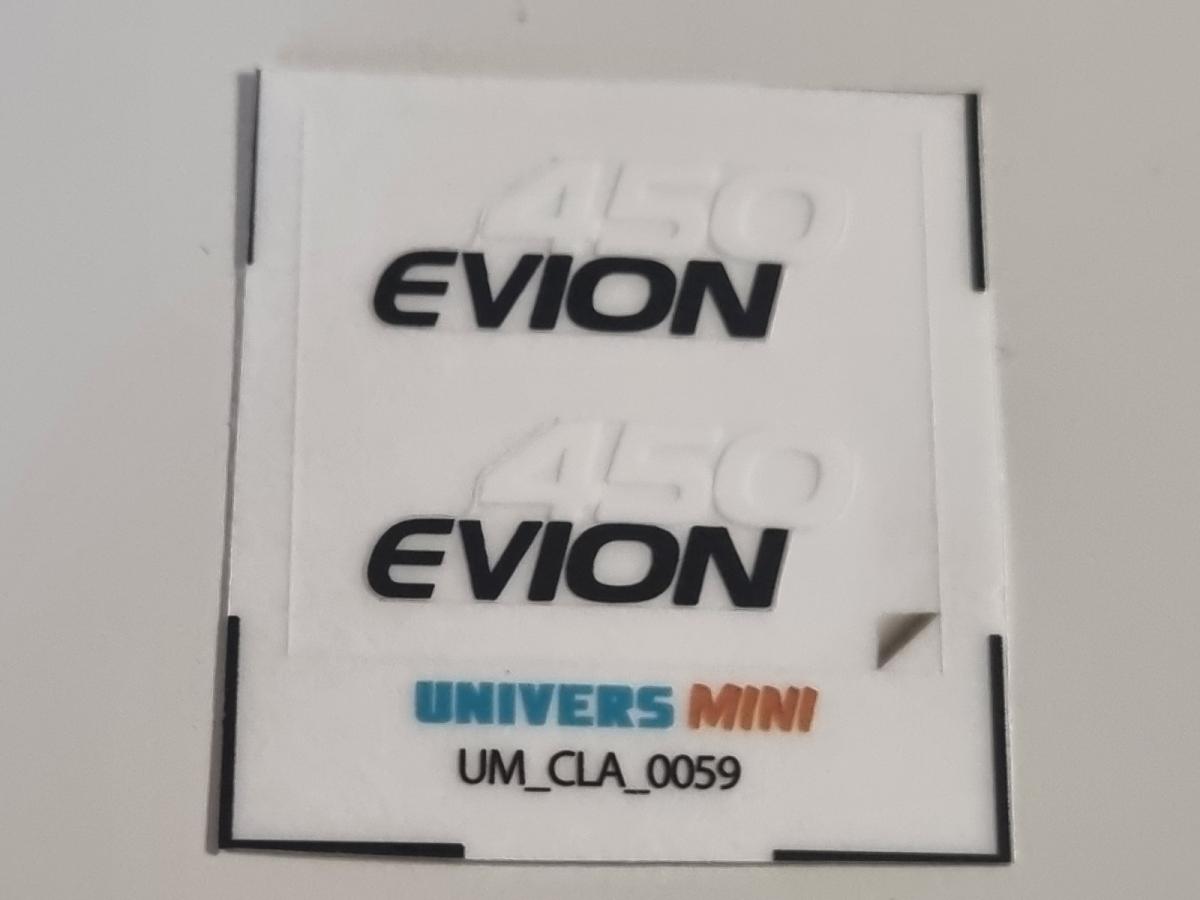 450
EVION
450
EVION
UNIVERS MINI
UM_CLA_0059